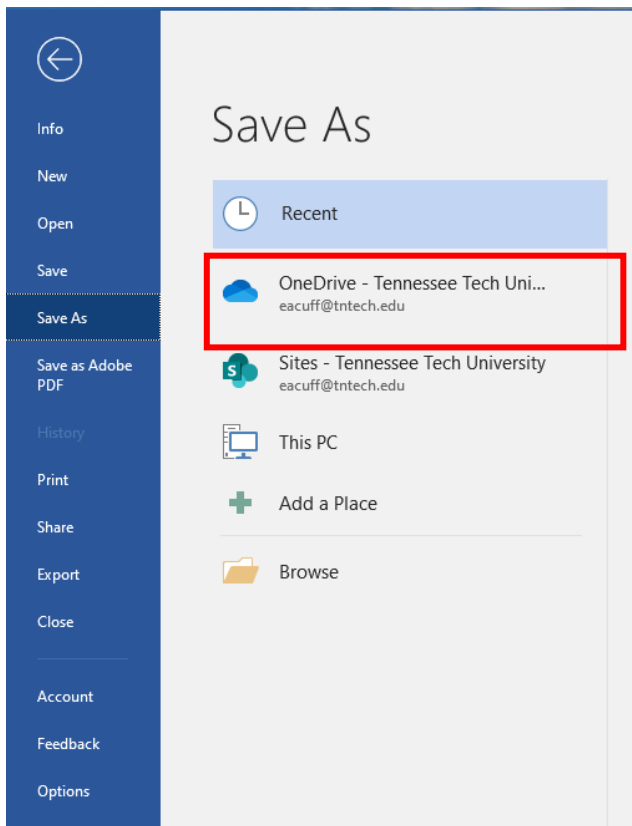 Info
New
Open
Save
Save As
Save as Adobe
PDF
History
Print
Share
Export
Close
Account
Feedback
Options
Save As
Recent
OneDrive - Tennessee Tech Uni...
eacuff@tntech.edu
S
Sites - Tennessee Tech University
eacuff@tntech.edu
This PC
Add a Place
Browse